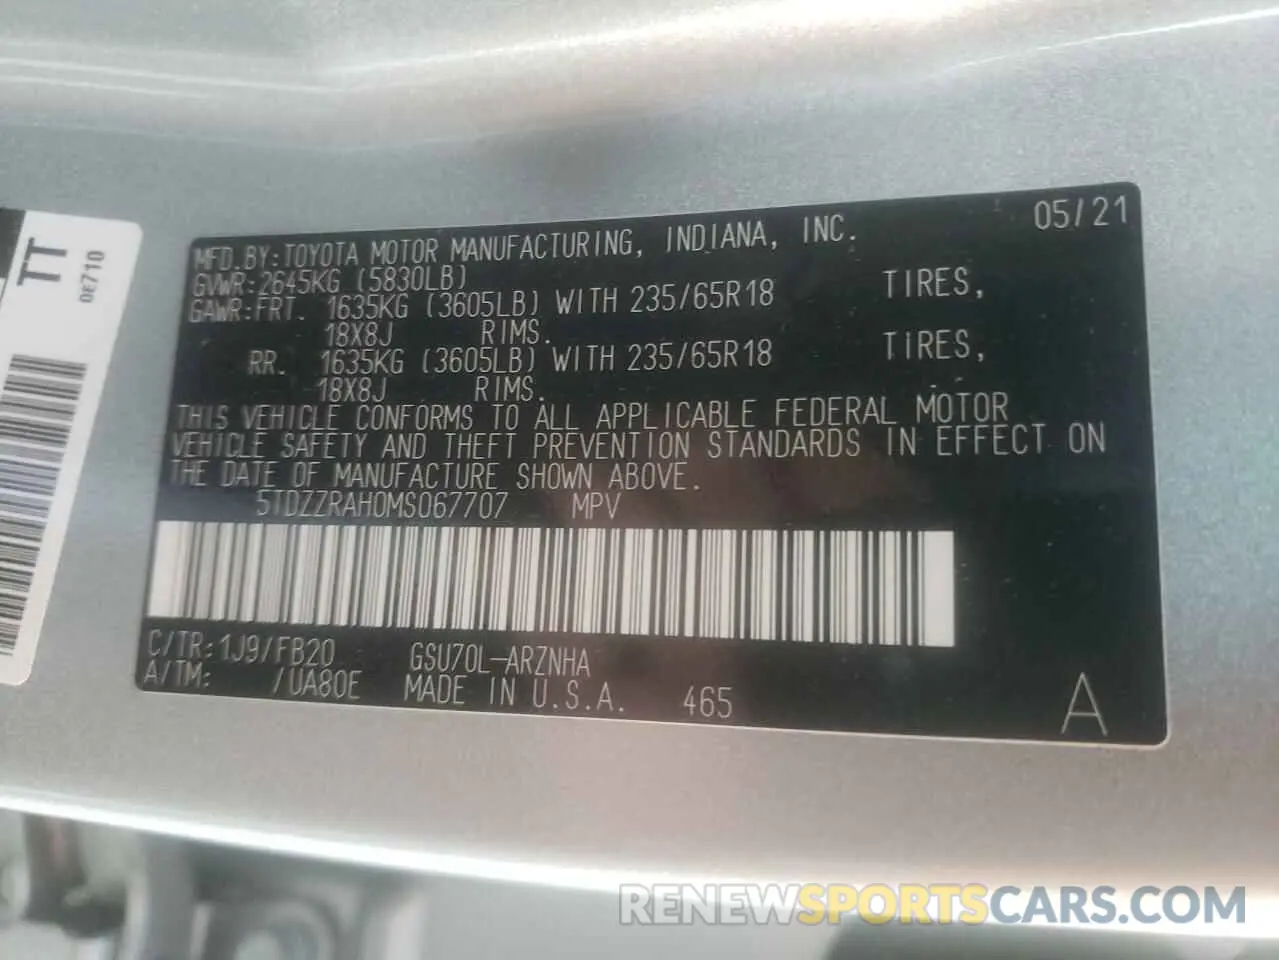 05/21
MFD.BY:TOYOTA MOTOR MANUFACTURING, INDIANA, INC.
GVWR:2645KG (5830LB)
GAWR:FRT. 1635KG (3605LB) WITH 235/65R18 TIRES,
18X8J RIMS.
RR. 1635KG (3605LB) WITH 235/65R18 TIRES,
18X8J RIMS.
THIS VEHICLE CONFORMS TO ALL APPLICABLE FEDERAL MOTOR
VEHICLE SAFETY AND THEFT PREVENTION STANDARDS IN EFFECT ON
THE DATE OF MANUFACTURE SHOWN ABOVE.
5TDZZRAH0MS067707 MPV
C/TR:1J9/FB20 GSU70L-ARZNHA
A/TM: /UA80E MADE IN U.S.A. 465
A
TT
0E710
RENEWSPORTSCARS.COM